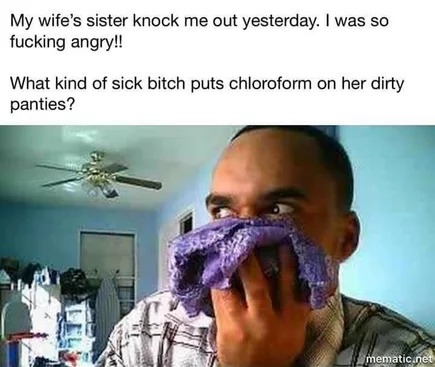 My wife's sister knock me out yesterday. I was so
fucking angry!!
What kind of sick bitch puts chloroform on her dirty
panties?
mematic.net